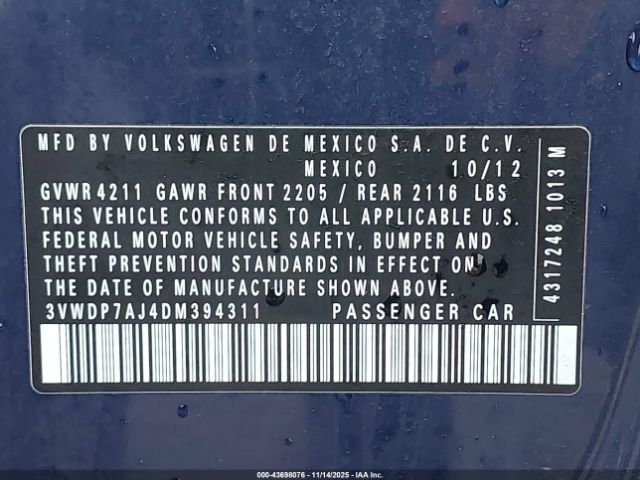 MFD BY VOLKSWAGEN DE MEXICO S.A. DE C.V.
MEXICO 10/12
GVWR 4211 GAWR FRONT 2205 / REAR 2116 LBS
THIS VEHICLE CONFORMS TO ALL APPLICABLE U.S.
FEDERAL MOTOR VEHICLE SAFETY, BUMPER AND
THEFT PREVENTION STANDARDS IN EFFECT ON
THE DATE OF MANUFACTURE SHOWN ABOVE.
3VWDP7AJ4DM394311 PASSENGER CAR
4317248 1013 M
000-43698076 - 11/14/2025 - IAA Inc.